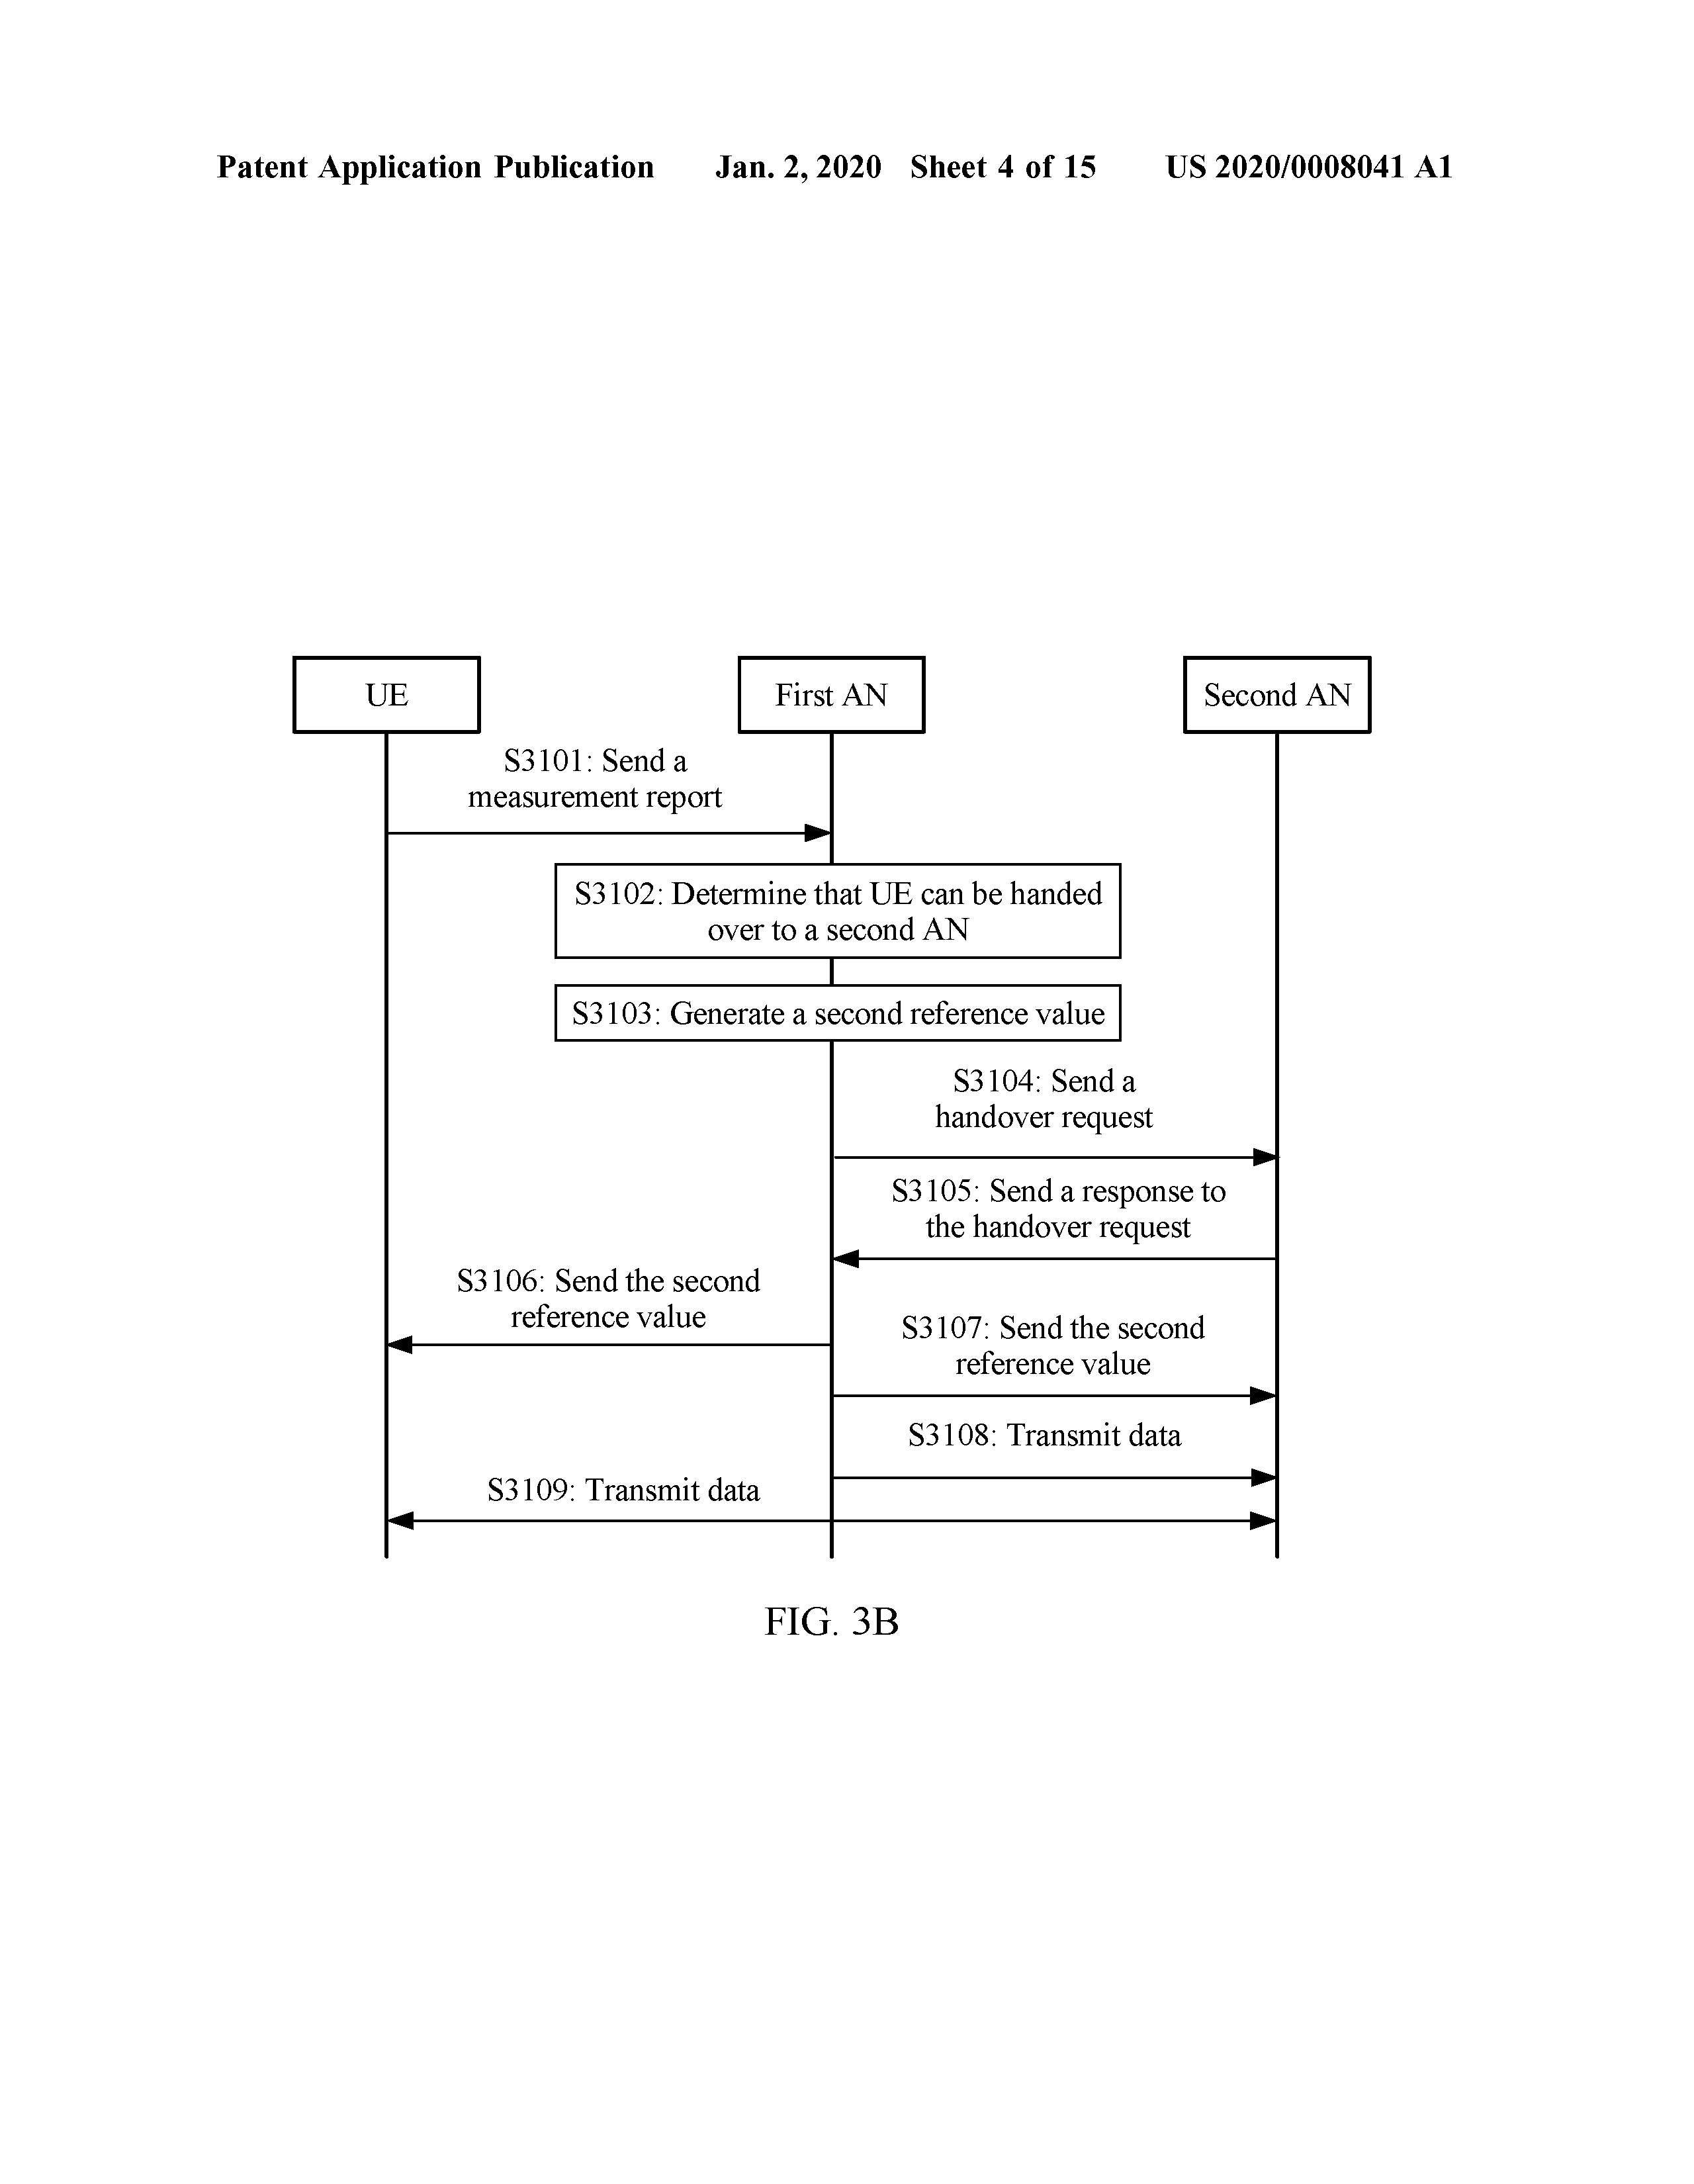 Patent Application Publication Jan. 2, 2020 Sheet 4 of 15 US 2020/0008041 A1
UE
First AN
Second AN
S3101: Send a
measurement report
S3102: Determine that UE can be handed
over to a second AN
S3103: Generate a second reference value
S3104: Send a
handover request
S3105: Send a response to
the handover request
S3106: Send the second
reference value
S3107: Send the second
reference value
S3108: Transmit data
S3109: Transmit data
FIG. 3B